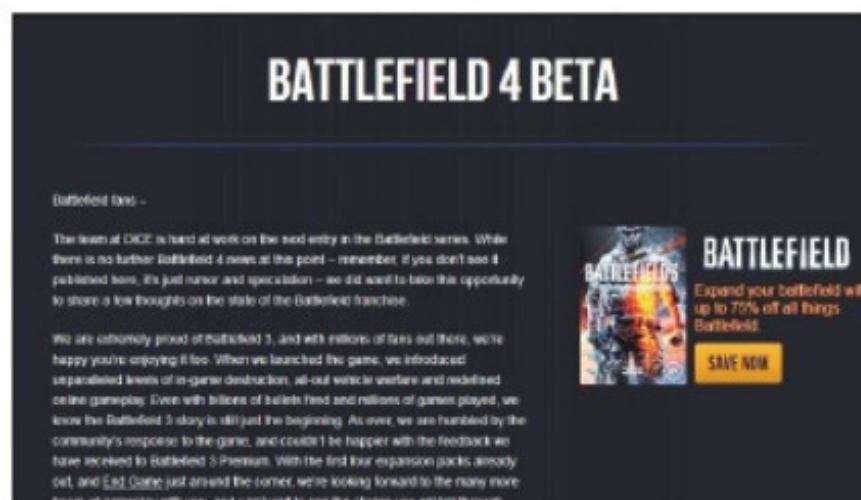 BATTLEFIELD 4 BETA
Battlefield fans –
The team at DICE is hard at work on the next entry in the Battlefield series. While
there is no further Battlefield 4 news at this point – remember, if you don't see it
published here, it's just rumor and speculation – we did want to take this opportunity
to share a few thoughts on the state of the Battlefield franchise.
We are extremely proud of Battlefield 3, and with millions of fans out there, we're
happy you're enjoying it too. When we launched the game, we introduced
unparalleled levels of in-game destruction, all-out vehicle warfare and redefined
online gameplay. Even with billions of bullets fired and millions of games played, we
know the Battlefield 3 story is still just the beginning. As ever, we are humbled by the
community's response to the game, and couldn't be happier with the feedback we
have received to Battlefield 3 Premium. With the first four expansion packs already
out, and End Game just around the corner, we're looking forward to the many more
BATTLEFIELD 3
BATTLEFIELD
Expand your battlefield wit
up to 75% off all things
Battlefield.
SAVE NOW